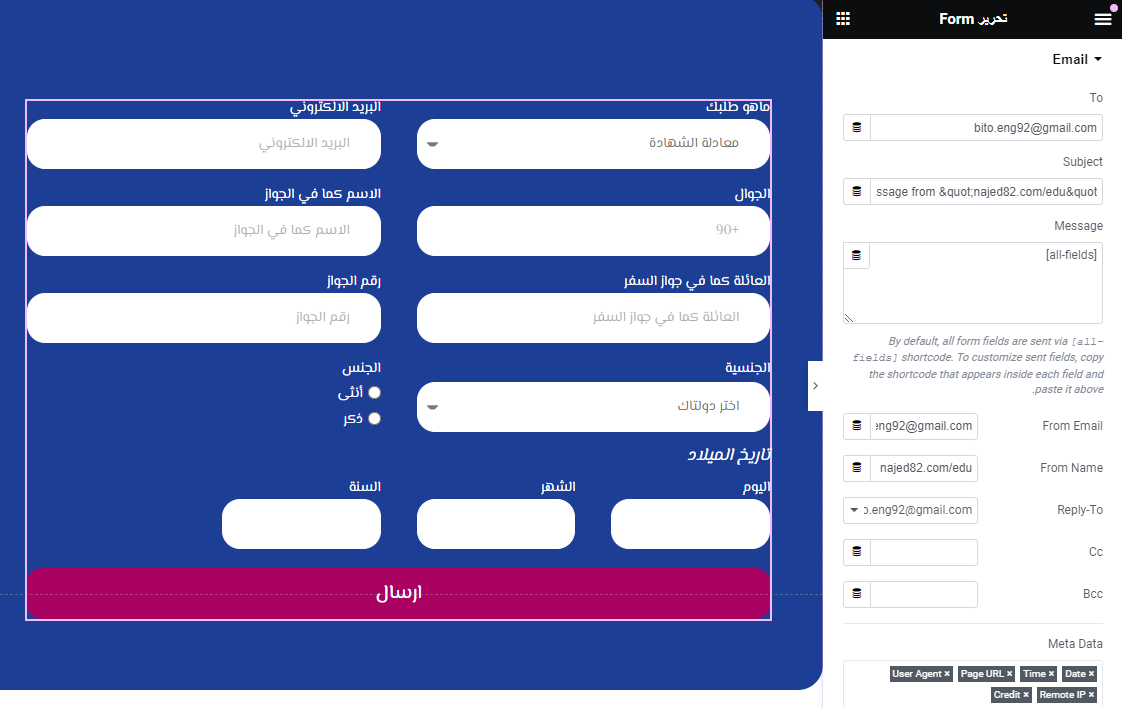 تحرير Form
Email
To
bito.eng92@gmail.com
Subject
ssage from &quot;najed82.com/edu&quot
Message
[all-fields]
By default, all form fields are sent via [all-
fields] shortcode. To customize sent fields, copy
the shortcode that appears inside each field and
paste it above.
From Email
eng92@gmail.com
From Name
najed82.com/edu
Reply-To
o.eng92@gmail.com
Cc
Bcc
Meta Data
Date × Time × Page URL × User Agent ×
Remote IP × Credit ×
ماهو طلبك
البريد الالكتروني
معادلة الشهادة
البريد الالكتروني
الجوال
الاسم كما في الجواز
+90
الاسم كما في الجواز
العائلة كما في جواز السفر
رقم الجواز
العائلة كما في جواز السفر
رقم الجواز
الجنسية
الجنس
اختر دولتاك
أنثى
ذكر
تاريخ الميلاد
اليوم
الشهر
السنة
ارسال